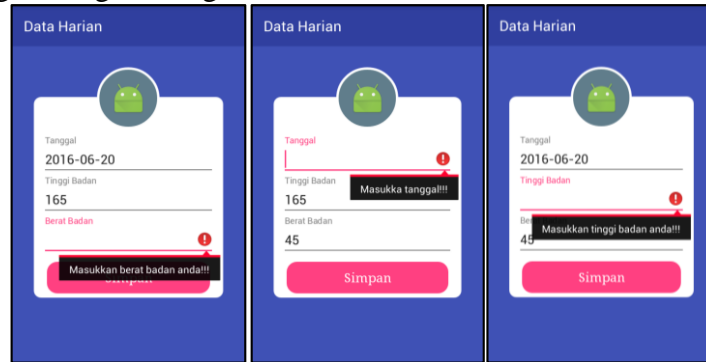 Data Harian
Tanggal
2016-06-20
Tinggi Badan
165
Berat Badan
Masukkan berat badan anda!!!
Data Harian
Tanggal
Tinggi Badan
Masukka tanggal!!!
165
Berat Badan
45
Simpan
Data Harian
Tanggal
2016-06-20
Tinggi Badan
Masukkan tinggi badan anda!!!
45
Simpan